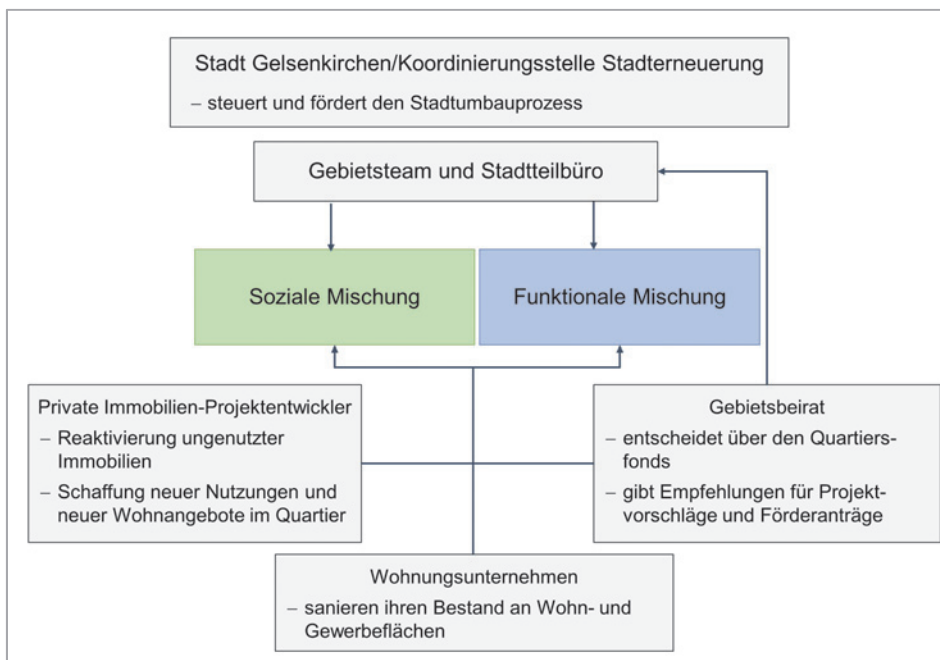 Stadt Gelsenkirchen/Koordinierungsstelle Stadterneuerung
– steuert und fördert den Stadtumbauprozess
Gebietsteam und Stadtteilbüro
Soziale Mischung
Funktionale Mischung
Private Immobilien-Projektentwickler
– Reaktivierung ungenutzter
Immobilien
– Schaffung neuer Nutzungen und
neuer Wohnangebote im Quartier
Gebietsbeirat
– entscheidet über den Quartiers-
fonds
– gibt Empfehlungen für Projekt-
vorschläge und Förderanträge
Wohnungsunternehmen
– sanieren ihren Bestand an Wohn- und
Gewerbeflächen